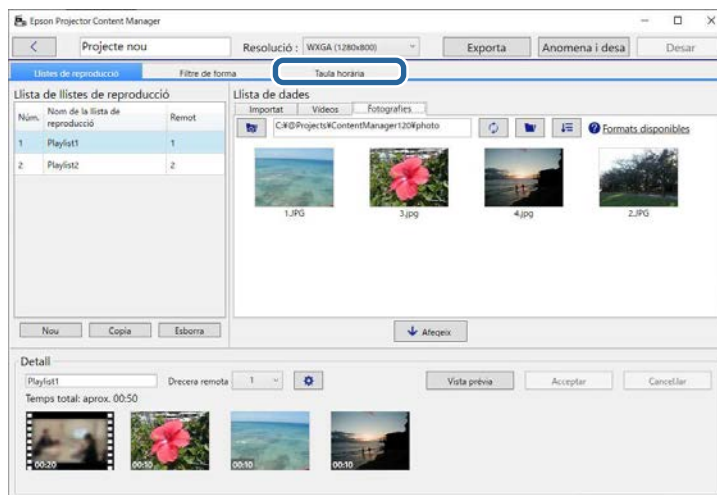 Epson Projector Content Manager
Projecte nou
Resolució : WXGA (1280x800)
Exporta
Anomena i desa
Desar
Llistes de reproducció
Filtre de forma
Taula horària
Llista de llistes de reproducció
Núm. Nom de la llista de reproducció Remot
1 Playlist1 1
2 Playlist2 2
Nou
Copia
Esborra
Llista de dades
Importat
Vídeos
Fotografies
C:¥@Projects¥ContentManager120¥photo
Formats disponibles
1.JPG
3.jpg
4.jpg
2.JPG
Afegeix
Detall
Playlist1
Drecera remota 1
Vista prèvia
Acceptar
Cancel.lar
Temps total: aprox. 00:50
00:20
00:10
00:10
00:10